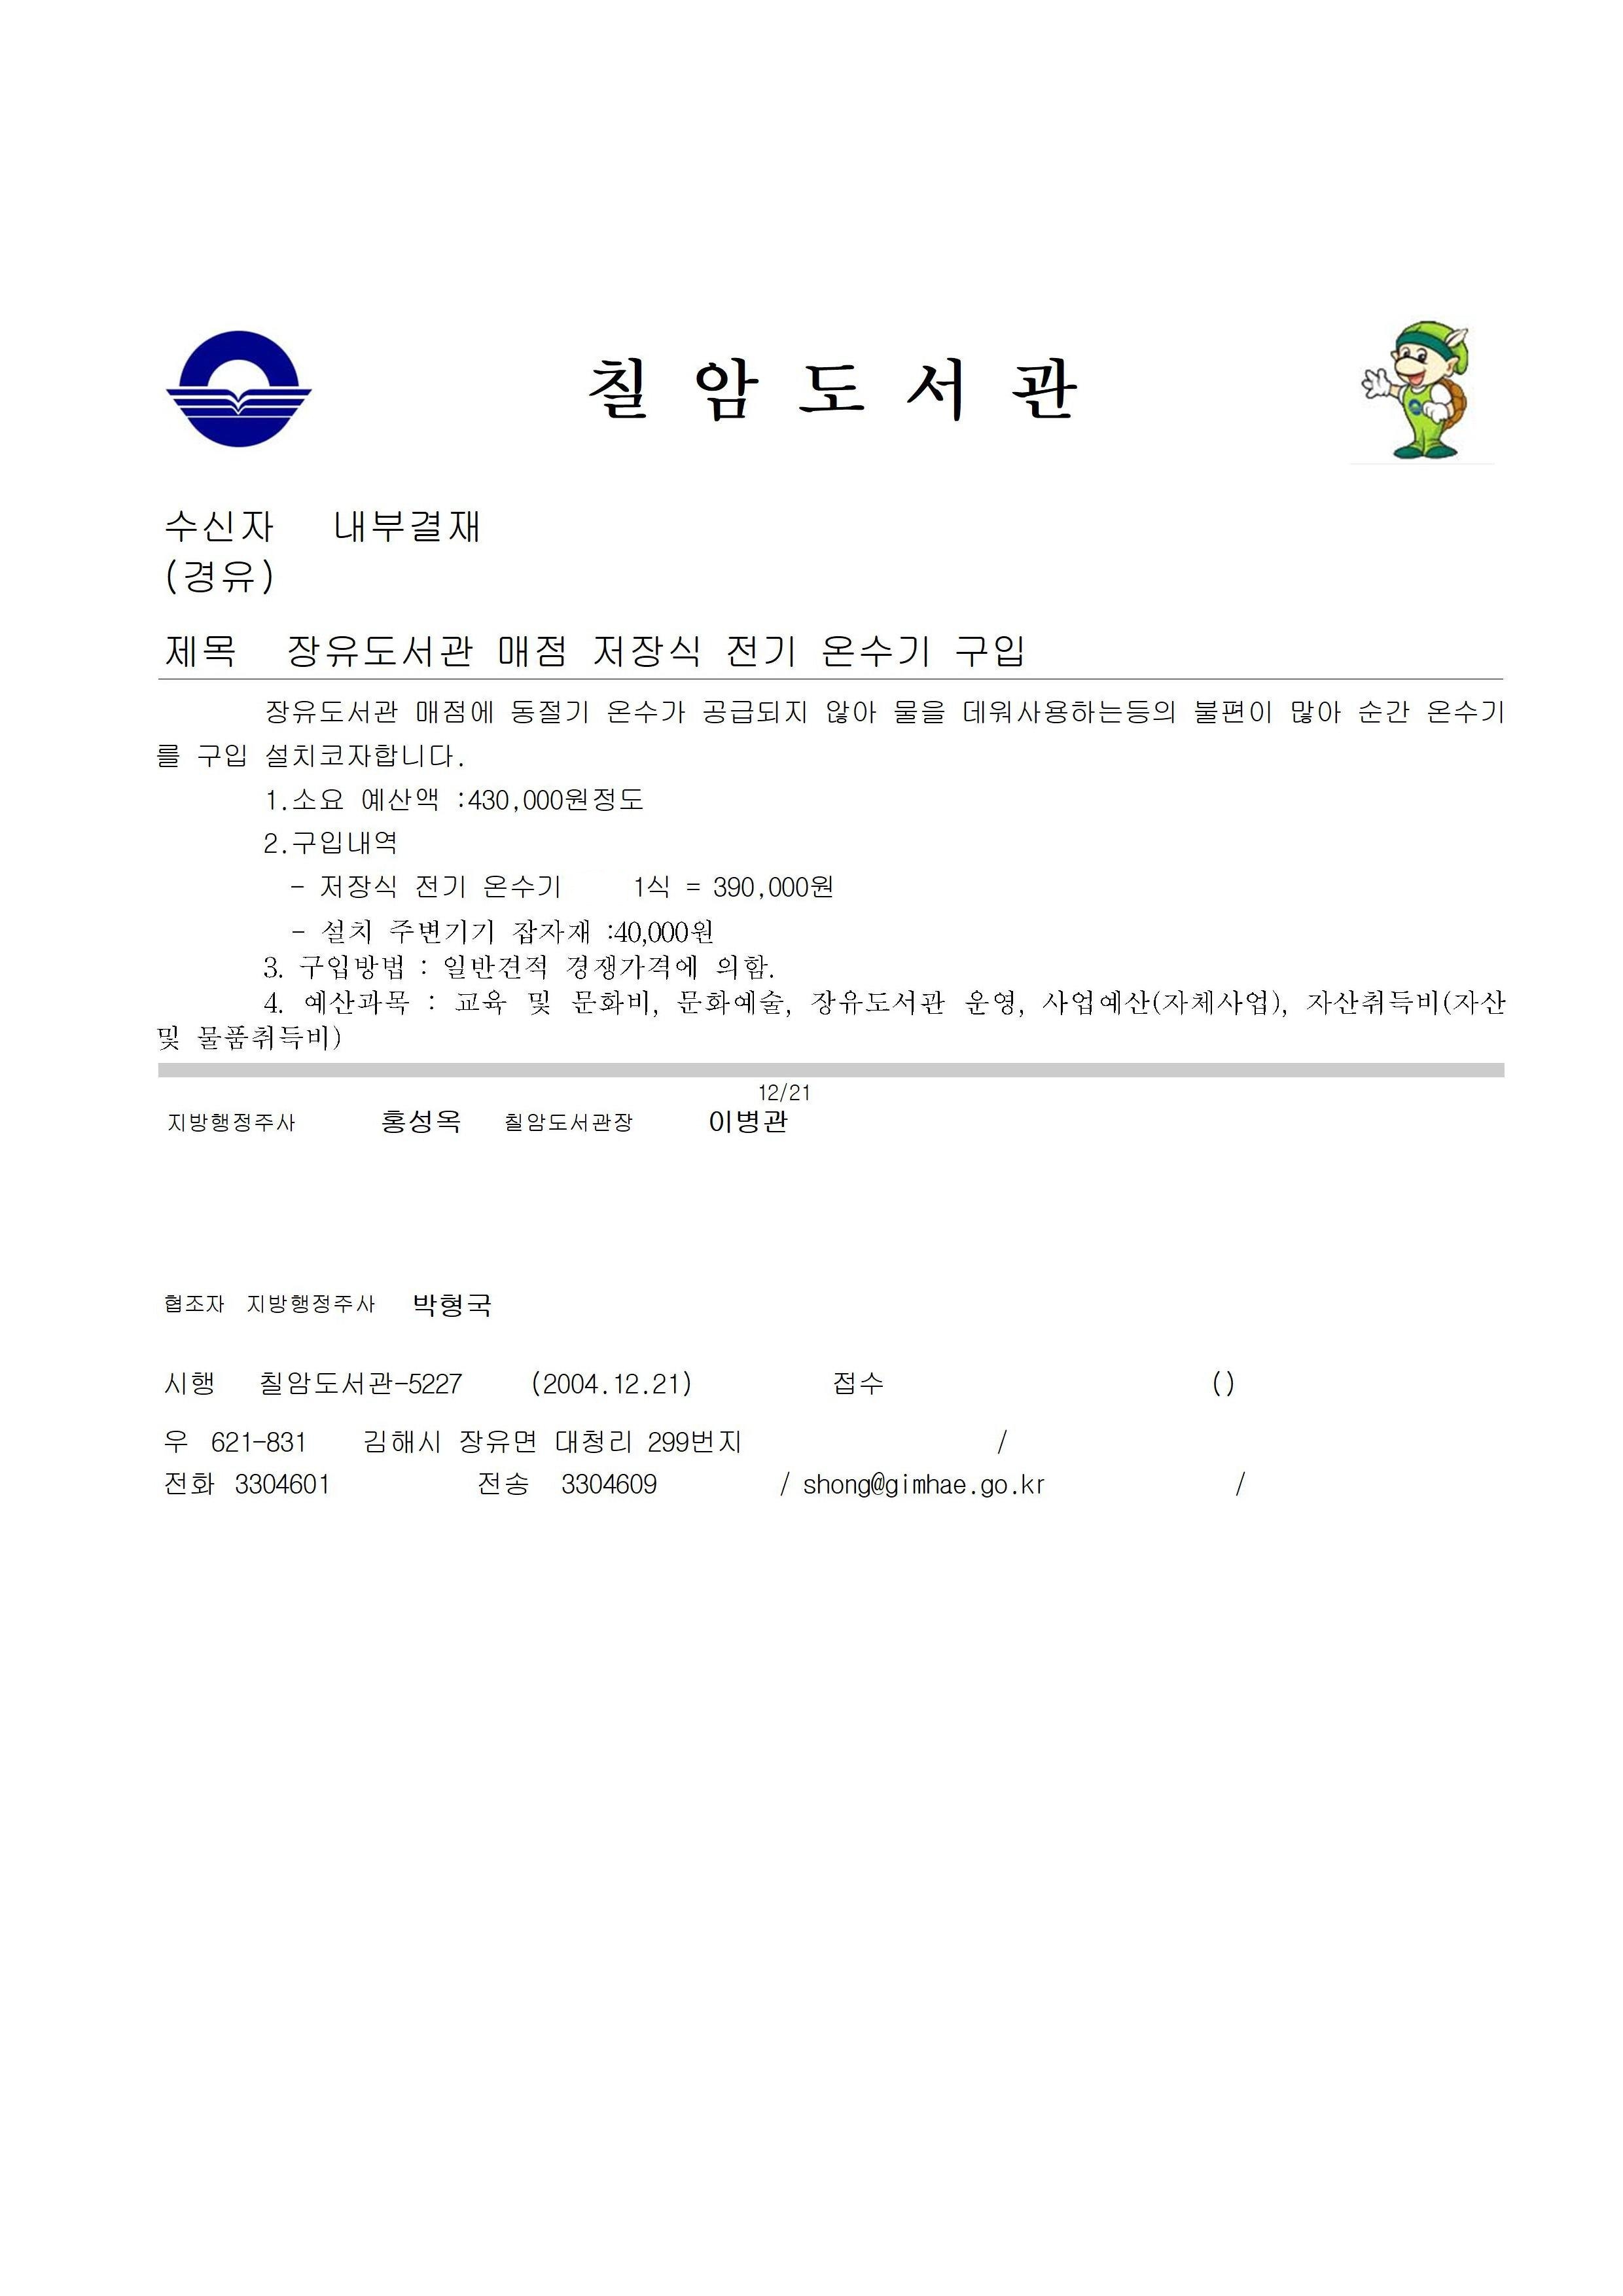 칠 암 도 서 관
수신자 내부결재
(경유)
제목 장유도서관 매점 저장식 전기 온수기 구입
장유도서관 매점에 동절기 온수가 공급되지 않아 물을 데워사용하는등의 불편이 많아 순간 온수기
를 구입 설치코자합니다.
1.소요 예산액 :430,000원정도
2.구입내역
- 저장식 전기 온수기 1식 = 390,000원
- 설치 주변기기 잡자재 :40,000원
3. 구입방법 : 일반견적 경쟁가격에 의함.
4. 예산과목 : 교육 및 문화비, 문화예술, 장유도서관 운영, 사업예산(자체사업), 자산취득비(자산
및 물품취득비)
12/21
지방행정주사 홍성옥 칠암도서관장 이병관
협조자 지방행정주사 박형국
시행 칠암도서관-5227 (2004.12.21) 접수 ()
우 621-831 김해시 장유면 대청리 299번지 /
전화 3304601 전송 3304609 / shong@gimhae.go.kr /